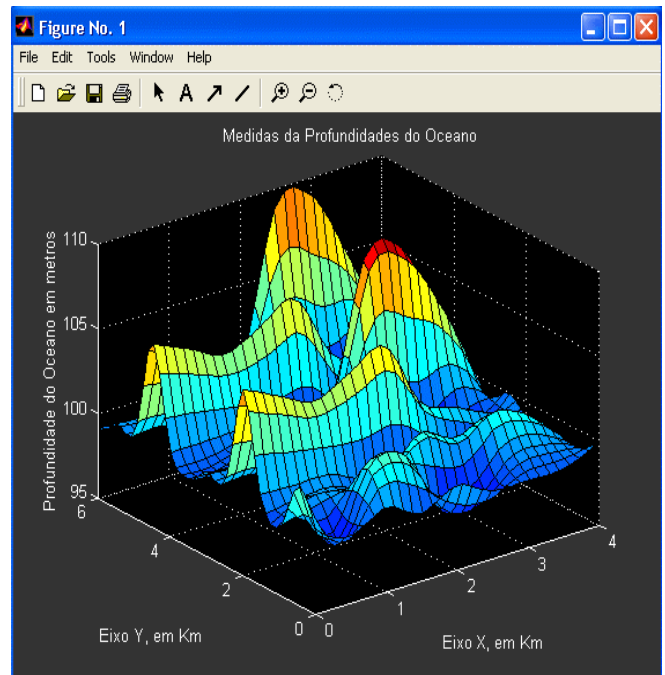 Figure No. 1
File Edit Tools Window Help
A
Medidas da Profundidades do Oceano
Profundidade do Oceano em metros
110
105
100
95
6
4
2
0
0
1
2
3
4
Eixo Y, em Km
Eixo X, em Km